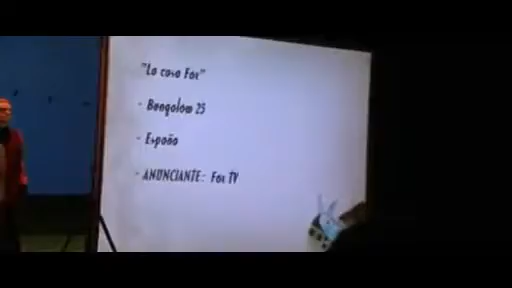 "La casa Fox"
- Bungalow 25
- España
- ANUNCIANTE: Fox TV